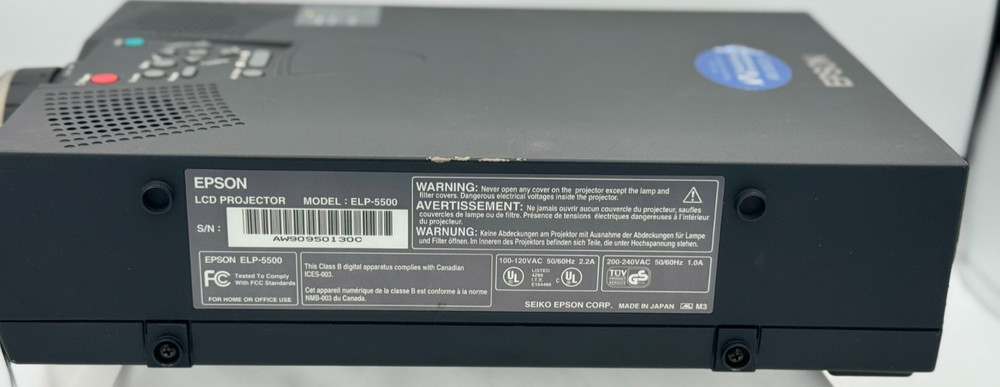 EPSON
EPSON
LCD PROJECTOR MODEL : ELP-5500
S/N :
AW90950130C
WARNING: Never open any cover on the projector except the lamp and
filter covers. Dangerous electrical voltages inside the projector.
AVERTISSEMENT: Ne jamais ouvrir aucun couvercle du projecteur, saufles
couvercles de lampe ou de filtre. Présence de tensions électriques dangereuses à l'intérieur
du projecteur.
WARNUNG: Keine Abdeckungen am Projektor mit Ausnahme der Abdeckungen für Lampe
und Filter öffnen. Im inneren des Projektors befinden sich Teile, die unter Hochspannung stehen.
EPSON ELP-5500
FC Tested To Comply
With FCC Standards
FOR HOME OR OFFICE USE
This Class B digital apparatus complies with Canadian
ICES-003.
Cet appareil numérique de la classe B est conforme à la norme
NMB-003 du Canada.
100-120VAC 50/60Hz 2.2A
UL LISTED
I.T.E.
C UL
200-240VAC 50/60Hz 1.0A
TÜV
GS
SEIKO EPSON CORP. MADE IN JAPAN M3